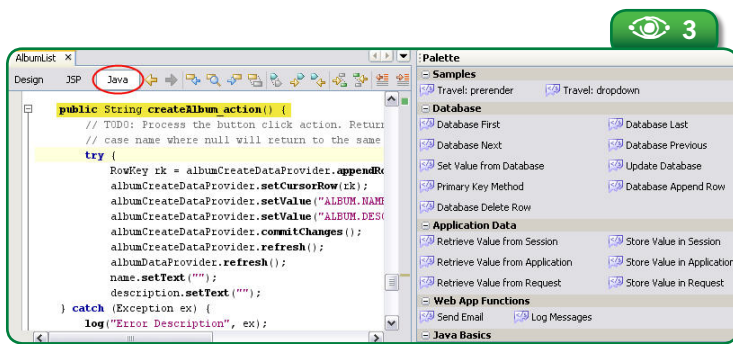 3
AlbumList
Design JSP Java
public String createAlbum_action() {
// TODO: Process the button click action. Return
// case name where null will return to the same
try {
RowKey rk = albumCreateDataProvider.appendRo
albumCreateDataProvider.setCursorRow(rk);
albumCreateDataProvider.setValue("ALBUM.NAME
albumCreateDataProvider.setValue("ALBUM.DESC
albumCreateDataProvider.commitChanges();
albumCreateDataProvider.refresh();
albumDataProvider.refresh();
name.setText("");
description.setText("");
} catch (Exception ex) {
log("Error Description", ex);
Palette
Samples
Travel: prerender Travel: dropdown
Database
Database First Database Last
Database Next Database Previous
Set Value from Database Update Database
Primary Key Method Database Append Row
Database Delete Row
Application Data
Retrieve Value from Session Store Value in Session
Retrieve Value from Application Store Value in Application
Retrieve Value from Request Store Value in Request
Web App Functions
Send Email Log Messages
Java Basics